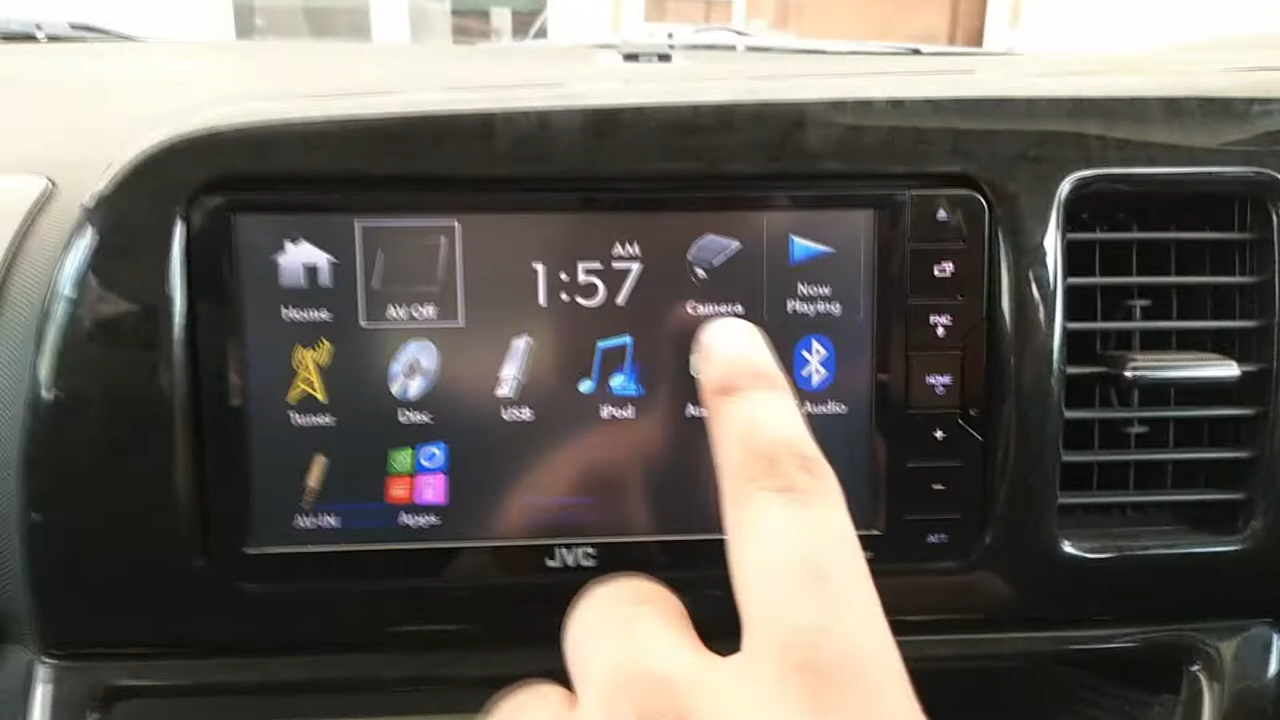 Home
AV Off
AM
1:57
Camera
Now
Playing
Tuner
Disc
USB
iPod
Audio
AV-IN
Apps
JVC
FNC
HOME
+
-